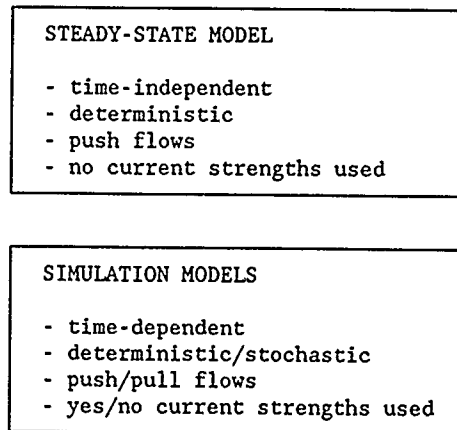 STEADY-STATE MODEL
- time-independent
- deterministic
- push flows
- no current strengths used
SIMULATION MODELS
- time-dependent
- deterministic/stochastic
- push/pull flows
- yes/no current strengths used